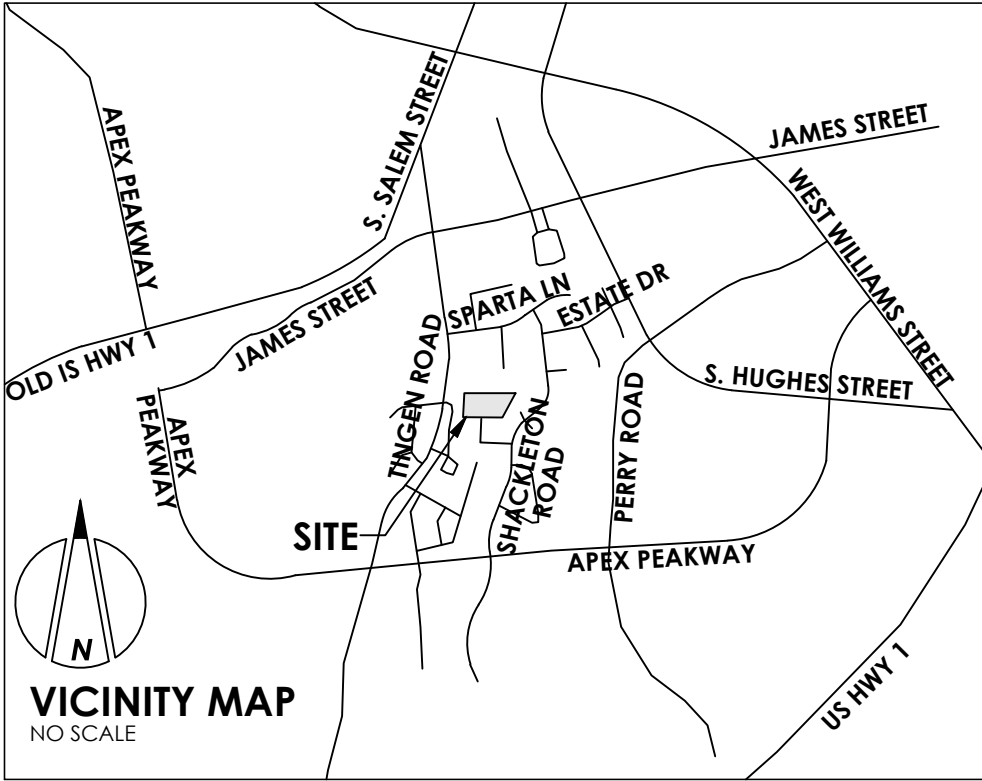 JAMES STREET
S. SALEM STREET
APEX PEAKWAY
WEST WILLIAMS STREET
SPARTA LN
ESTATE DR
OLD IS HWY 1
JAMES STREET
TINGEN ROAD
S. HUGHES STREET
PERRY ROAD
APEX
PEAKWAY
SHACKLETON
ROAD
SITE
APEX PEAKWAY
N
US HWY 1
VICINITY MAP
NO SCALE